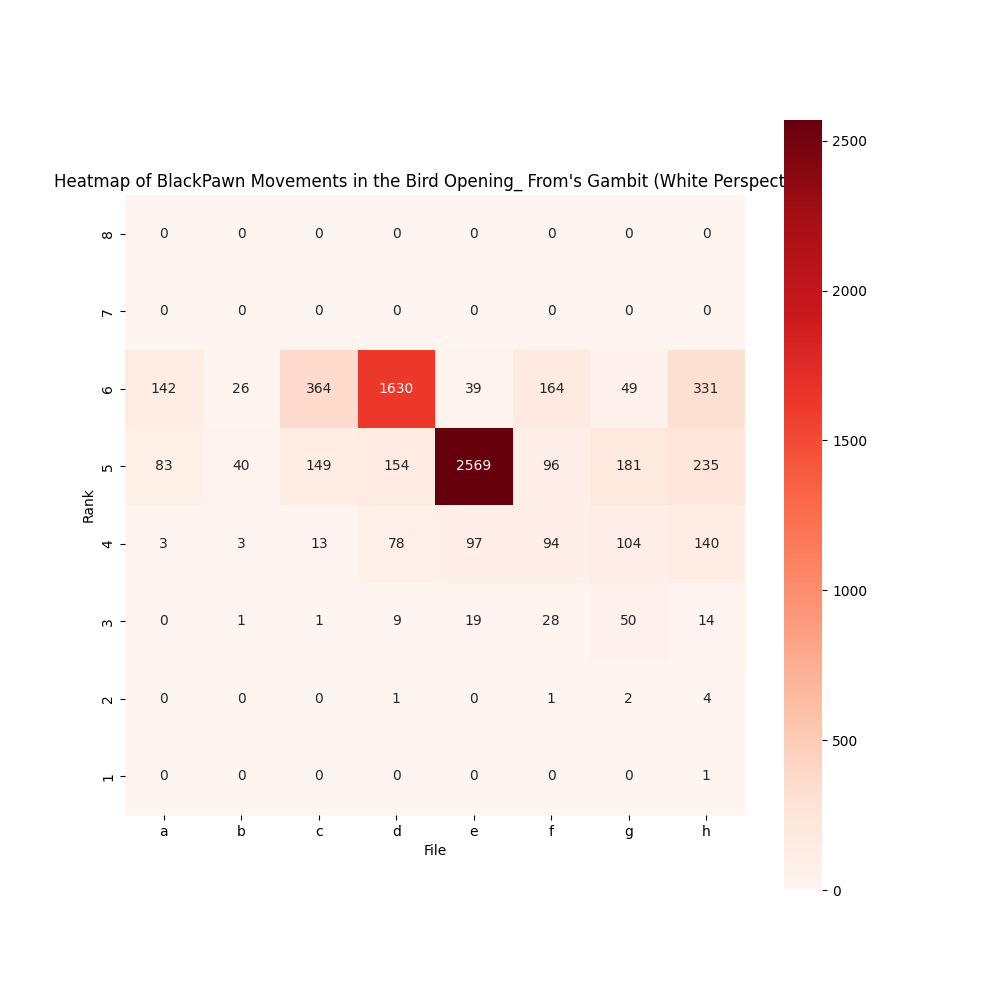 Heatmap of BlackPawn Movements in the Bird Opening_ From's Gambit (White Perspect
2500
2000
1500
1000
500
0
8 0 0 0 0 0 0 0 0
7 0 0 0 0 0 0 0 0
6 142 26 364 1630 39 164 49 331
5 83 40 149 154 2569 96 181 235
Rank
4 3 3 13 78 97 94 104 140
3 0 1 1 9 19 28 50 14
2 0 0 0 1 0 1 2 4
1 0 0 0 0 0 0 0 1
a b c d e f g h
File